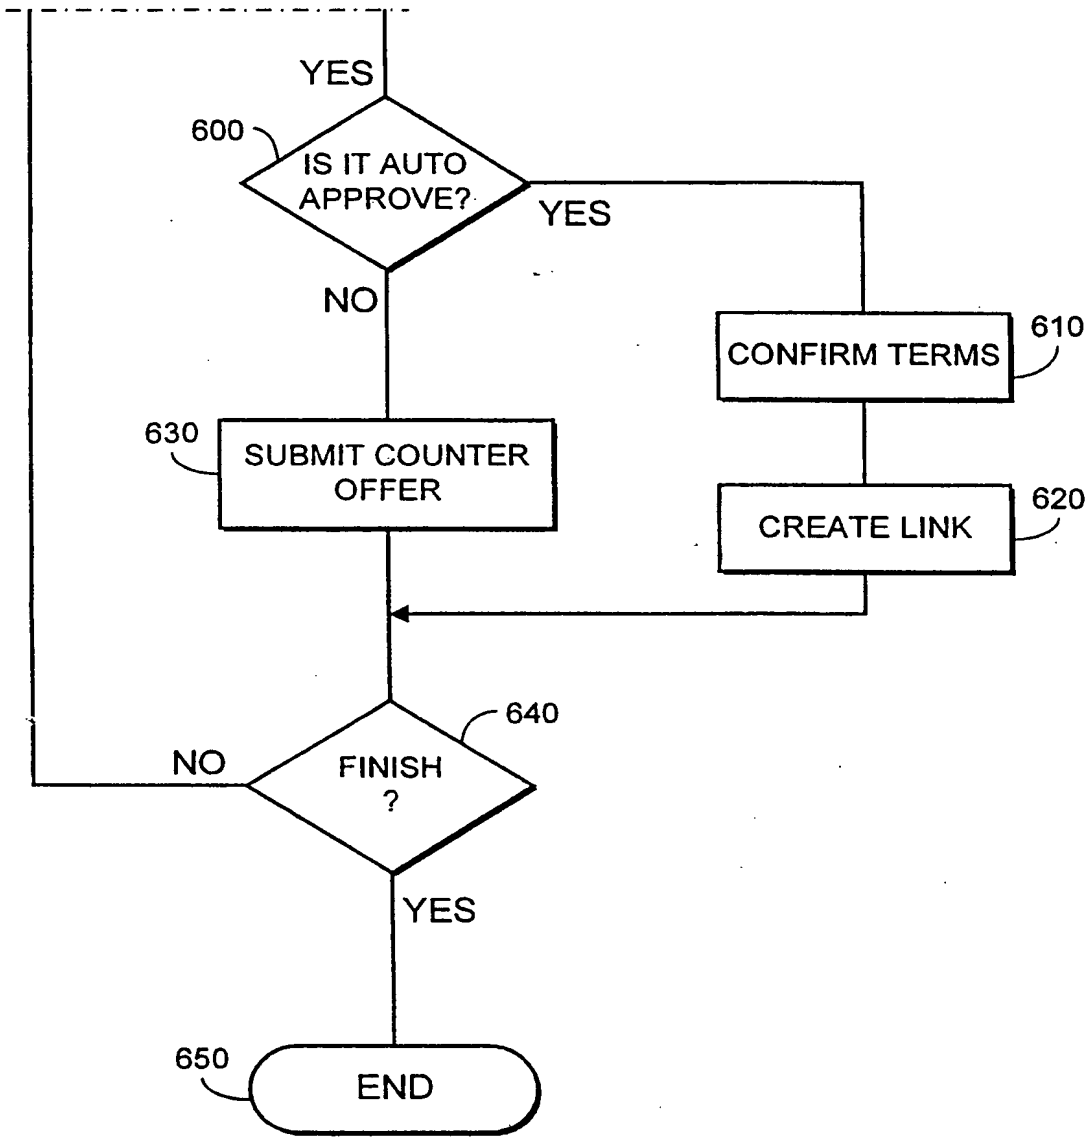 YES
600
IS IT AUTO
APPROVE?
YES
NO
610
CONFIRM TERMS
630
SUBMIT COUNTER
OFFER
620
CREATE LINK
640
NO
FINISH
?
YES
650
END